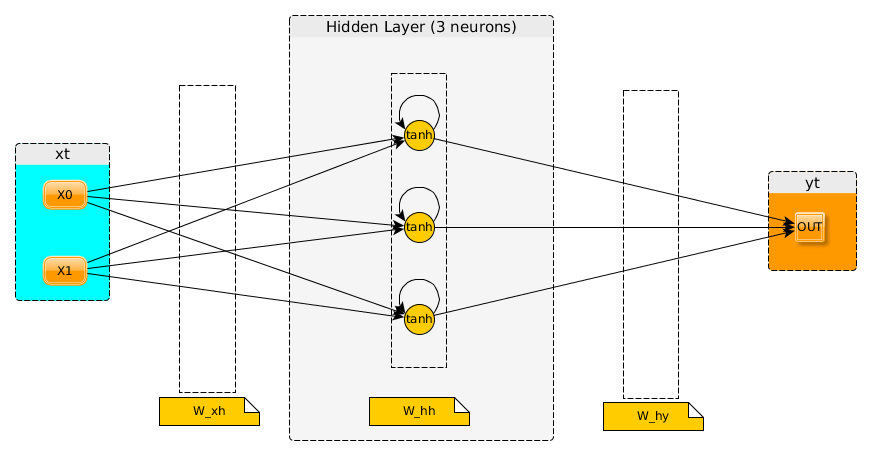 Hidden Layer (3 neurons)
xt
X0
X1
tanh
tanh
tanh
yt
OUT
W_xh
W_hh
W_hy